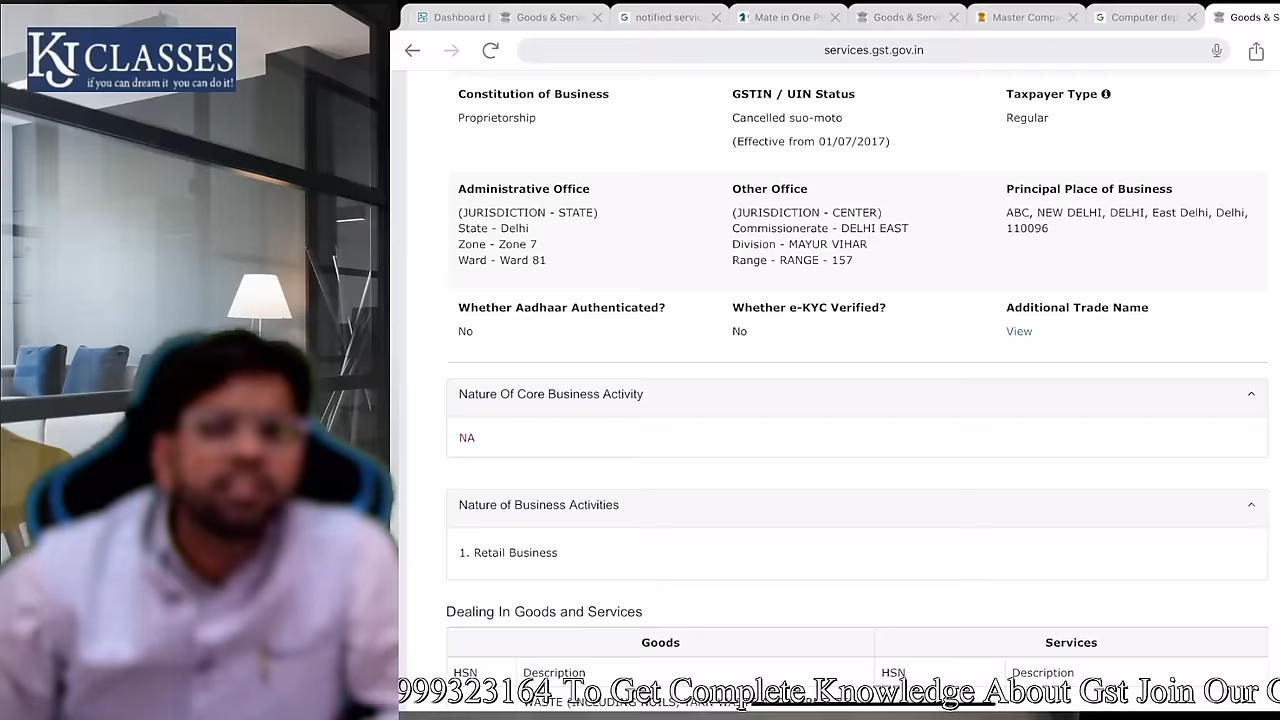 KJ CLASSES
if you can dream it you can do it!
Dashboard |
Goods & Serv
notified servic
Mate in One P
Goods & Serv
Master Compa
Computer dep
Goods & S
services.gst.gov.in
Constitution of Business
GSTIN / UIN Status
Taxpayer Type
Proprietorship
Cancelled suo-moto
Regular
(Effective from 01/07/2017)
Administrative Office
Other Office
Principal Place of Business
(JURISDICTION - STATE)
(JURISDICTION - CENTER)
ABC, NEW DELHI, DELHI, East Delhi, Delhi,
State - Delhi
Commissionerate - DELHI EAST
110096
Zone - Zone 7
Division - MAYUR VIHAR
Ward - Ward 81
Range - RANGE - 157
Whether Aadhaar Authenticated?
Whether e-KYC Verified?
Additional Trade Name
No
No
View
Nature Of Core Business Activity
NA
Nature of Business Activities
1. Retail Business
Dealing In Goods and Services
Goods
Services
HSN
Description
HSN
Description
999323164 To Get Complete Knowledge About Gst Join Our